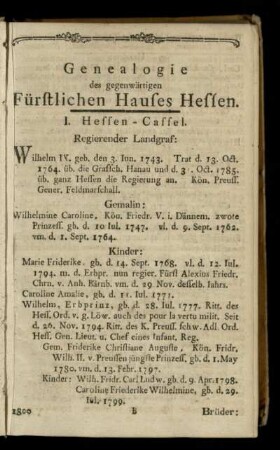 Genealogie
des gegenwärtigen
Fürstlichen Hauses Hessen.
I. Hessen-Cassel.
Regierender Landgraf:
Wilhelm IX. geb. den 3. Jun. 1743. Trat d. 13. Oct.
1764. üb. die Grafsch. Hanau und d. 3 . Oct. 1785.
üb. ganz Hessen die Regierung an. Kön. Preuss.
Gener. Feldmarschall.
Gemalin:
Wilhelmine Caroline, Kön. Friedr. V. i. Dännem. zwote
Prinzess. gb. d. 10 Iul. 1747. vl. d. 9. Sept. 1762.
vm. d. 1. Sept. 1764.
Kinder:
Marie Friderike. gb d. 14. Sept. 1768. vl. d. 12. Iul.
1794. m. d. Erbpr. nun regier. Fürst Alexius Friedr.
Chrn. v. Anh. Bärnb. vm. d. 29. Nov. desselb. Iahrs.
Caroline Amalie, gb. d. 11. Iul. 1771.
Wilhelm, Erbprinz, gb. d. 28. Iul. 1777. Ritt. des
Hess. Ord. v. g. Löw. auch des pour la vertu milit. Seit
d. 26. Nov. 1794. Ritt. des K. Preuss. schw. Adl. Ord.
Hess. Gen. Lieut. u. Chef eines Infant. Reg.
Gem. Friderike Christiane Auguste, Kön. Fridr.
Wilh. II. v. Preussen jüngste Prinzess. gb. d. 1. May
1780. vm. d. 13. Febr. 1797.
Kinder: Wilh. Fridr. Carl Ludw. gb. d. 9. Apr. 1798.
Caroline Friederike Wilhelmine, gb. d. 29.
Iul. 1799.
1800 b Brüder: